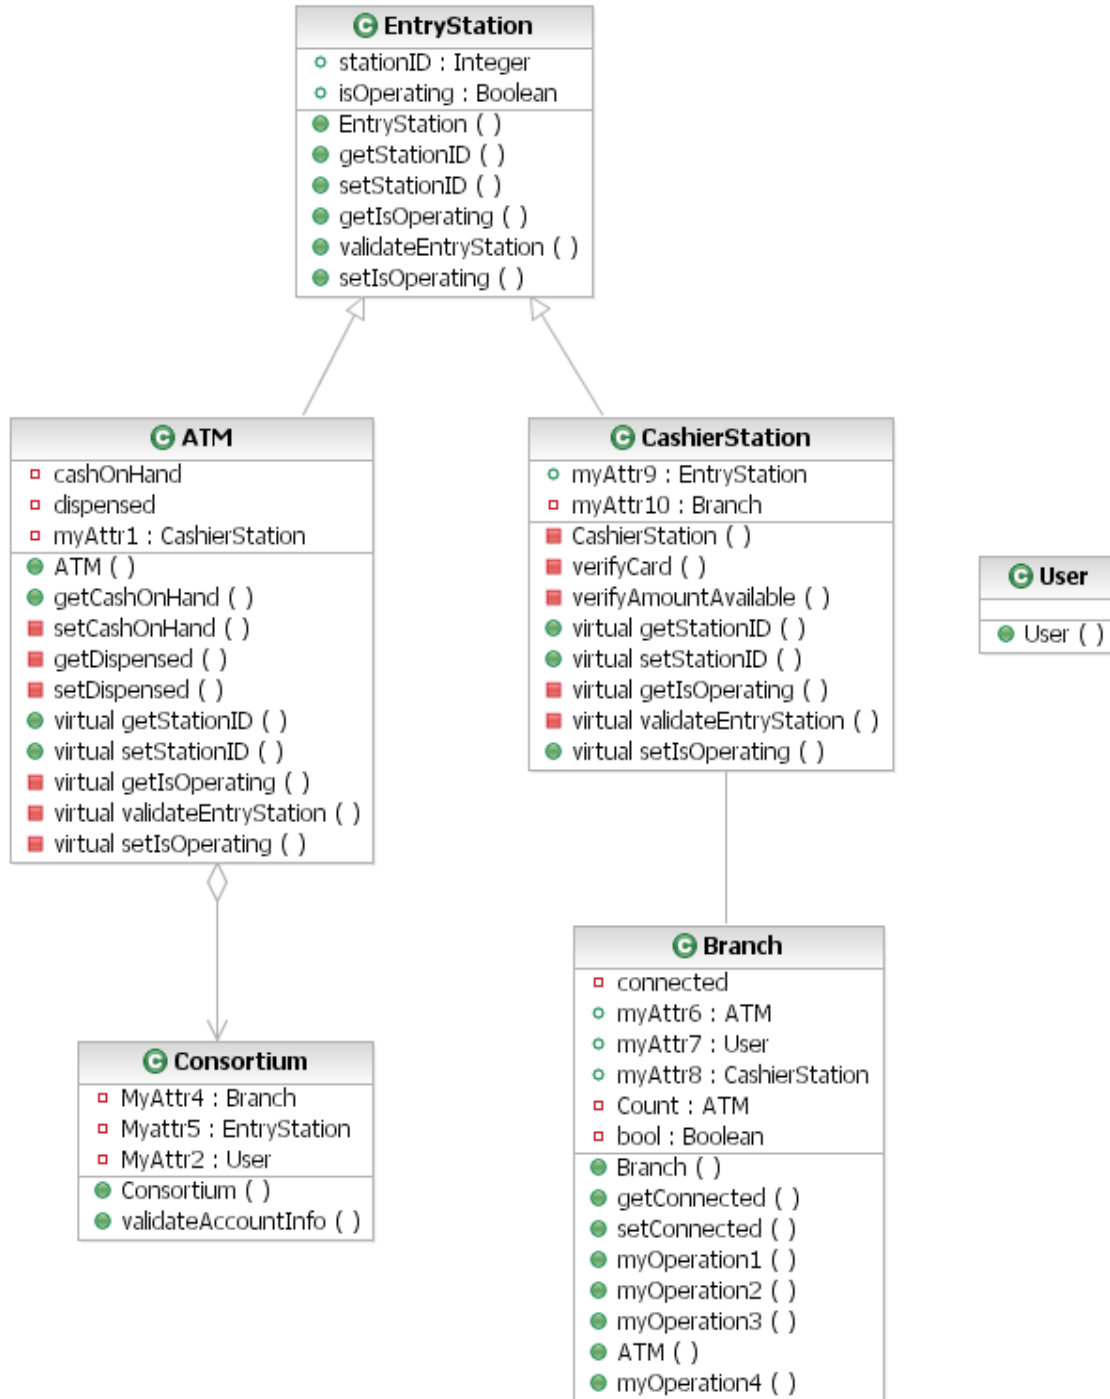 EntryStation
stationID : Integer
isOperating : Boolean
EntryStation ( )
getStationID ( )
setStationID ( )
getIsOperating ( )
validateEntryStation ( )
setIsOperating ( )
ATM
cashOnHand
dispensed
myAttr1 : CashierStation
ATM ( )
getCashOnHand ( )
setCashOnHand ( )
getDispensed ( )
setDispensed ( )
virtual getStationID ( )
virtual setStationID ( )
virtual getIsOperating ( )
virtual validateEntryStation ( )
virtual setIsOperating ( )
CashierStation
myAttr9 : EntryStation
myAttr10 : Branch
CashierStation ( )
verifyCard ( )
verifyAmountAvailable ( )
virtual getStationID ( )
virtual setStationID ( )
virtual getIsOperating ( )
virtual validateEntryStation ( )
virtual setIsOperating ( )
User
User ( )
Consortium
MyAttr4 : Branch
Myattr5 : EntryStation
MyAttr2 : User
Consortium ( )
validateAccountInfo ( )
Branch
connected
myAttr6 : ATM
myAttr7 : User
myAttr8 : CashierStation
Count : ATM
bool : Boolean
Branch ( )
getConnected ( )
setConnected ( )
myOperation1 ( )
myOperation2 ( )
myOperation3 ( )
ATM ( )
myOperation4 ( )